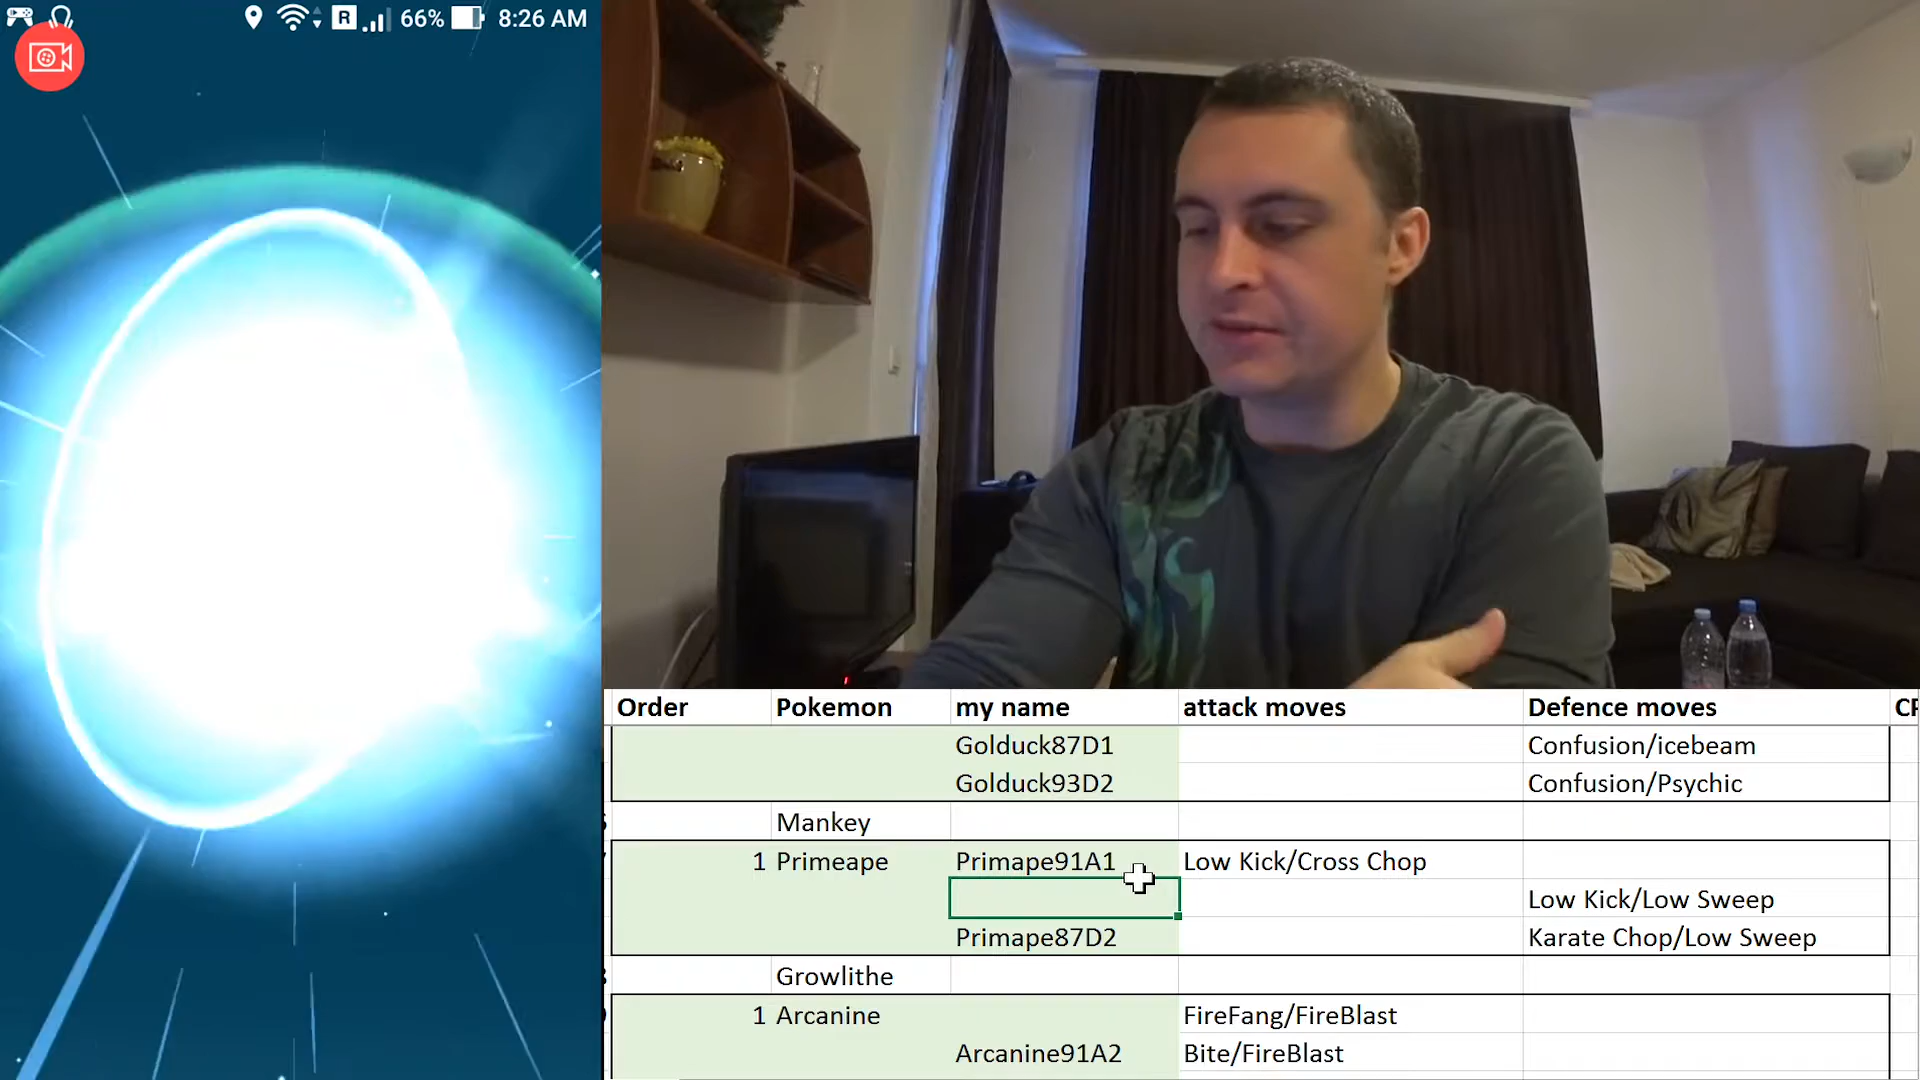 R 66% 8:26 AM
Order Pokemon my name attack moves Defence moves
Golduck87D1 Confusion/icebeam
Golduck93D2 Confusion/Psychic
Mankey
1 Primeape Primape91A1 Low Kick/Cross Chop
Low Kick/Low Sweep
Primape87D2 Karate Chop/Low Sweep
Growlithe
1 Arcanine FireFang/FireBlast
Arcanine91A2 Bite/FireBlast